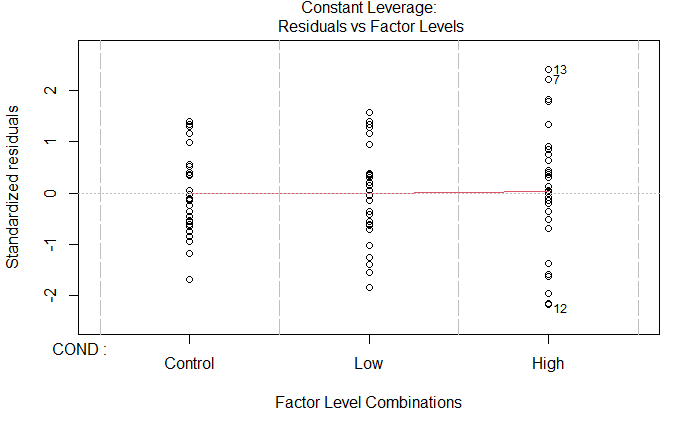 Constant Leverage:
Residuals vs Factor Levels
Standardized residuals
2
1
0
-1
-2
13
7
12
COND :
Control Low High
Factor Level Combinations